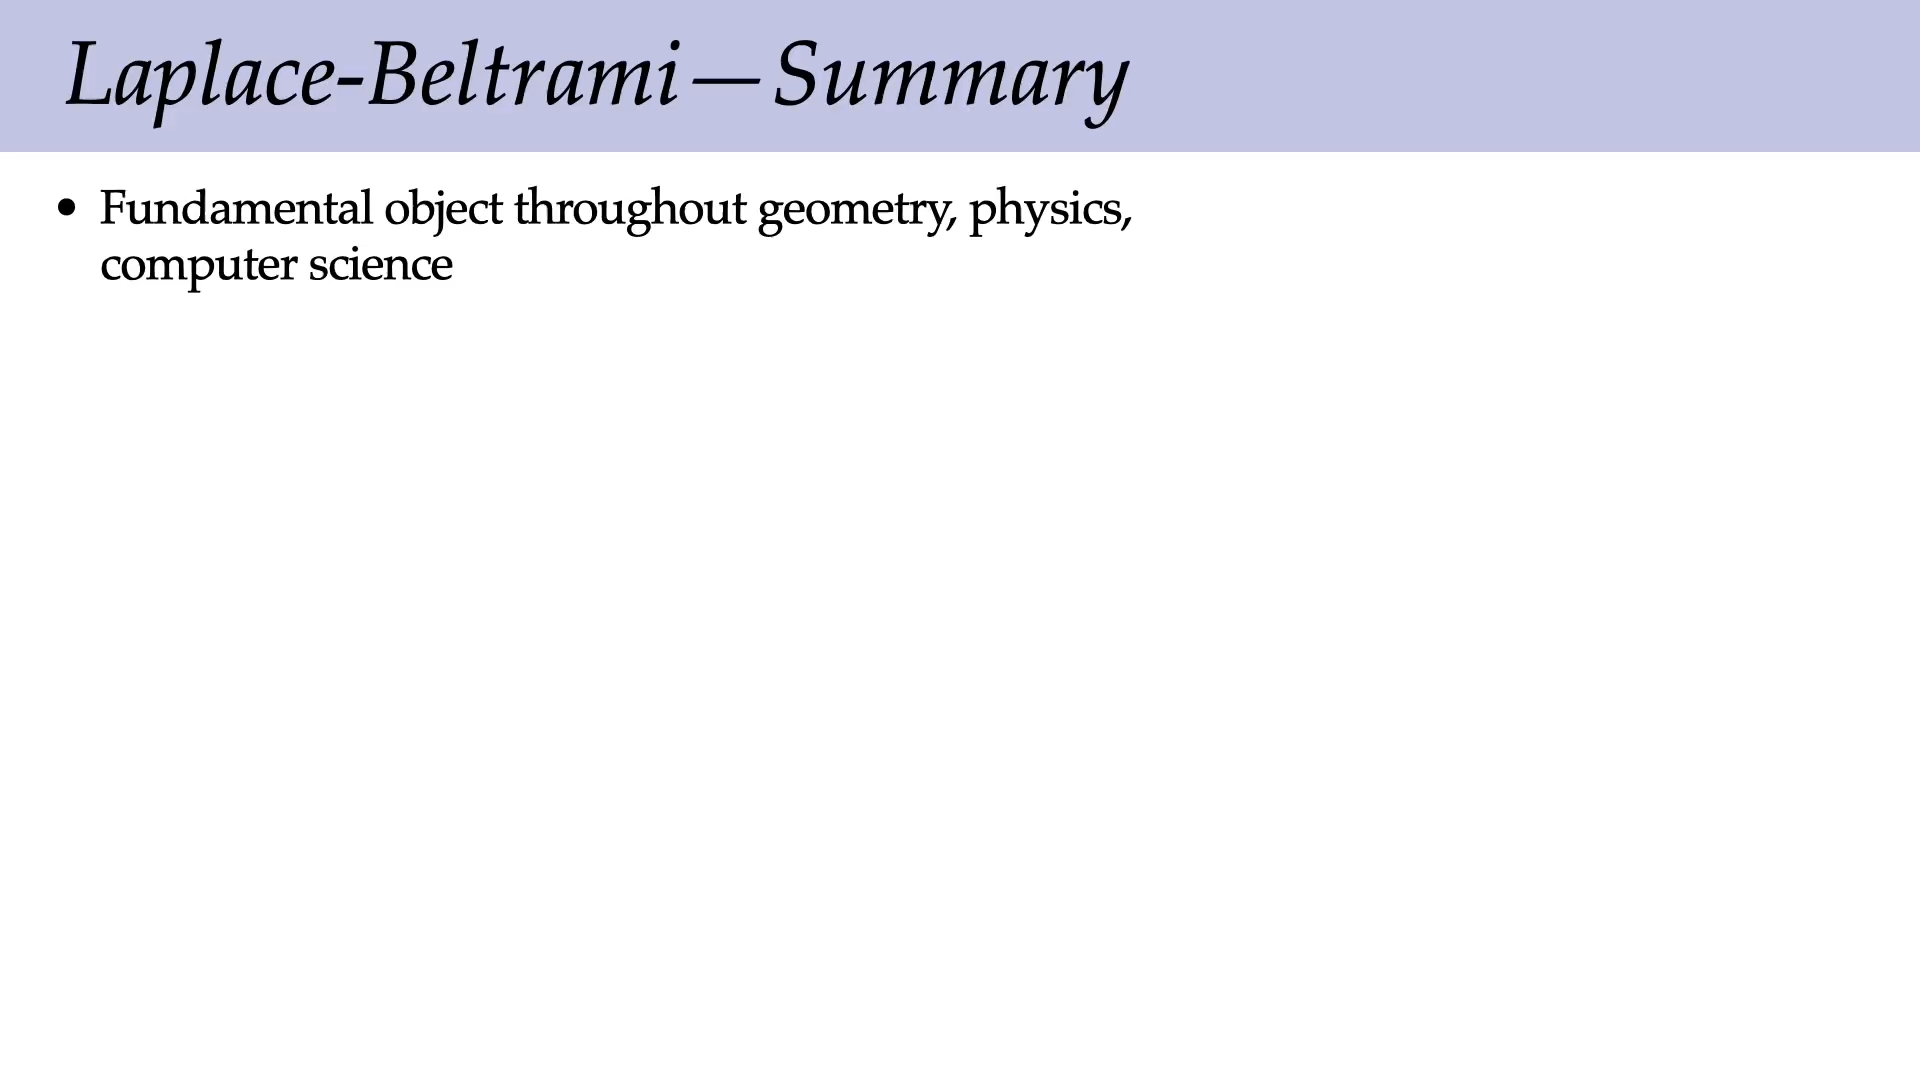 Laplace-Beltrami—Summary
• Fundamental object throughout geometry, physics,
computer science